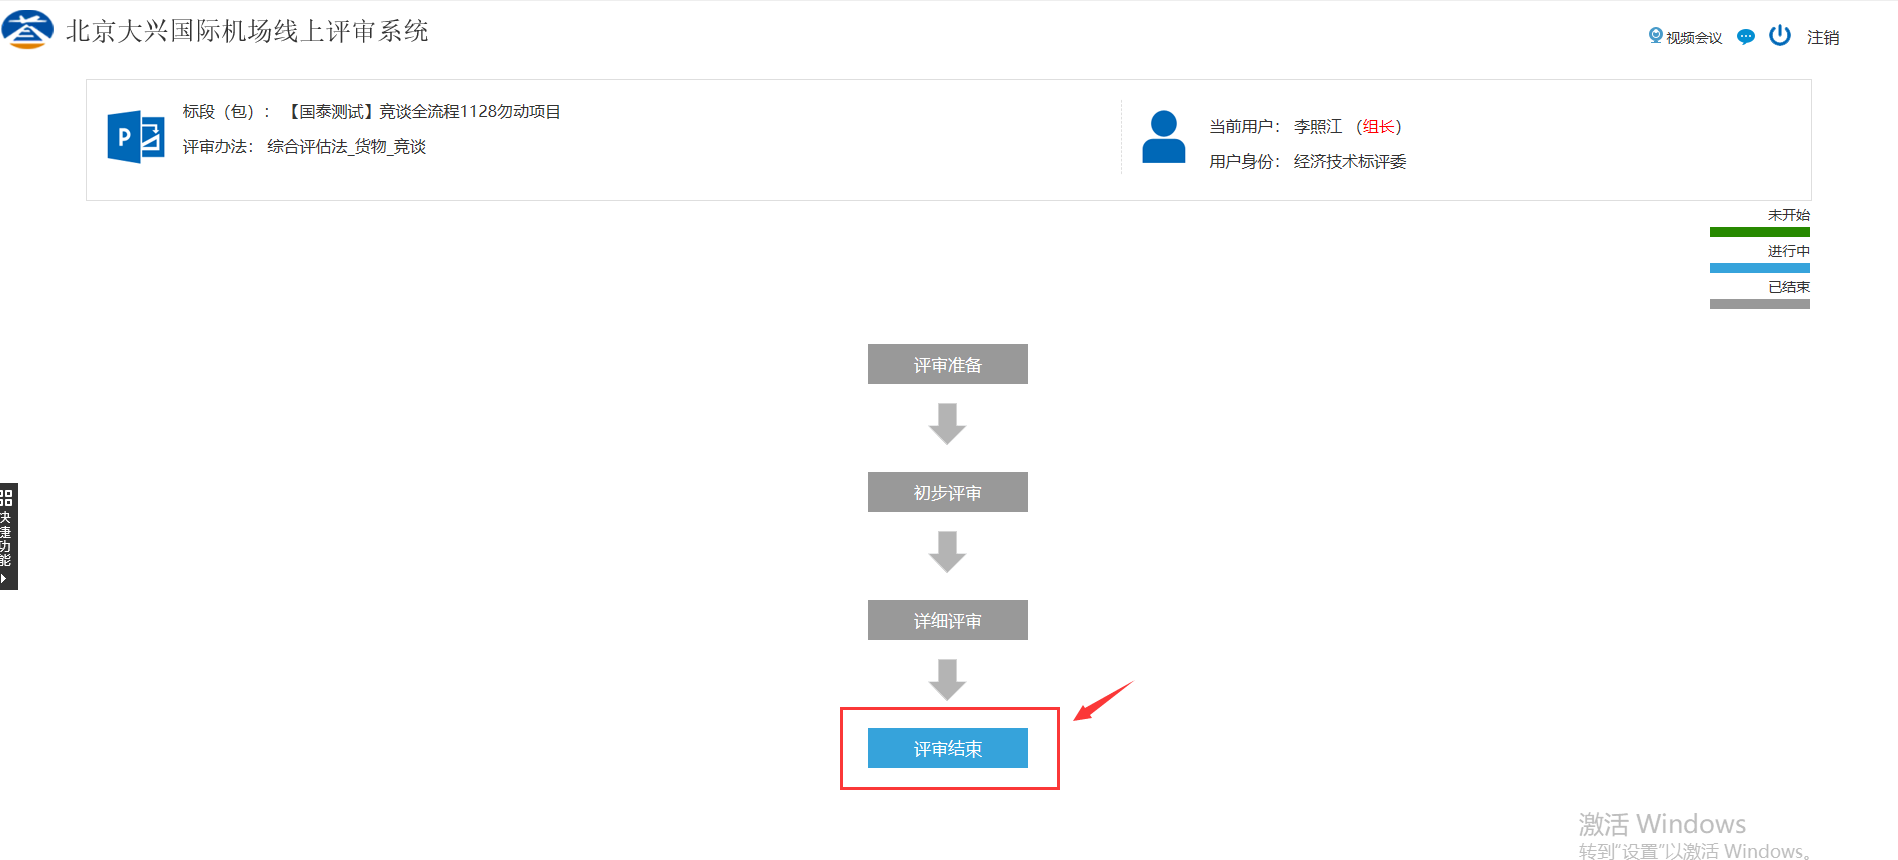 北京大兴国际机场线上评审系统
视频会议 注销
标段（包）： 【国泰测试】竞谈全流程1128勿动项目
评审办法： 综合评估法_货物_竞谈
当前用户： 李照江 （组长）
用户身份： 经济技术标评委
未开始
进行中
已结束
评审准备
初步评审
快捷功能
详细评审
评审结束
激活 Windows
转到“设置”以激活 Windows。